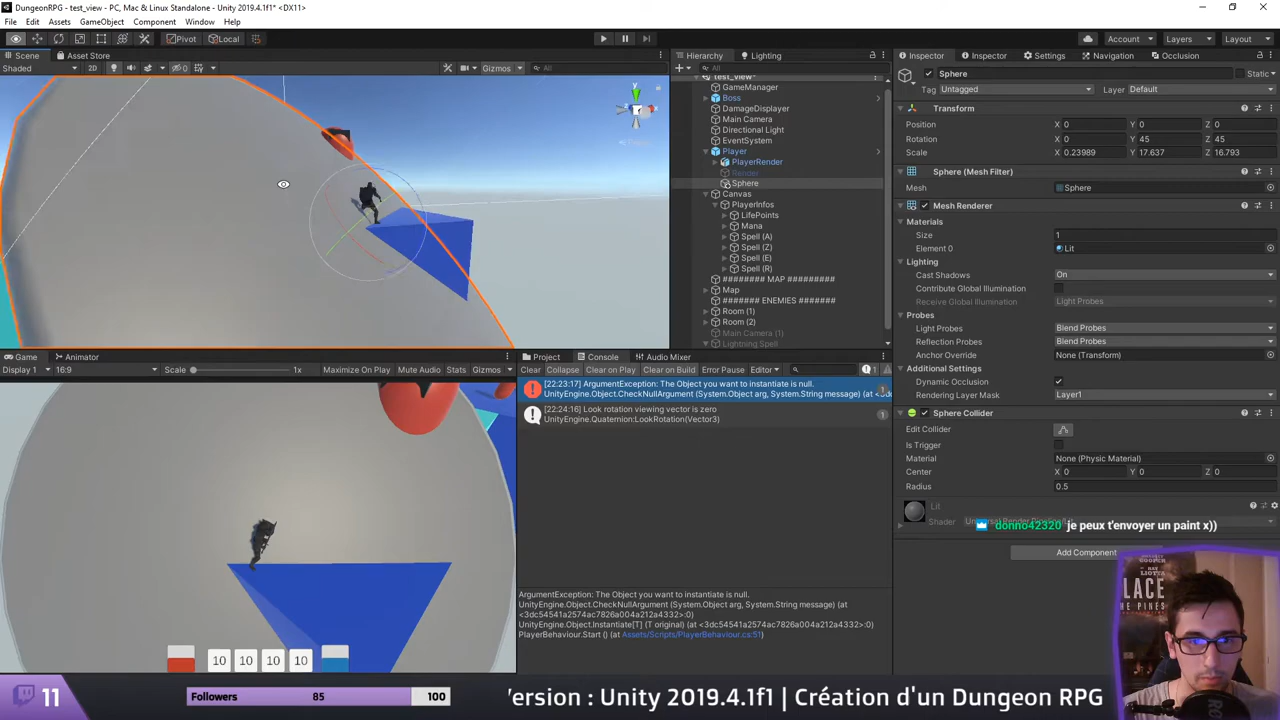 DungeonRPG - test_view - PC, Mac & Linux Standalone - Unity 2019.4.1f1* <DX11>
File Edit Assets GameObject Component Window Help
Pivot Local Account Layers Layout
Scene Asset Store
Shaded 2D 0 Gizmos All
y
Hierarchy Lighting
All
test_view*
GameManager
Boss
DamageDisplayer
Main Camera
Directional Light
EventSystem
Player
PlayerRender
Render
Sphere
Canvas
PlayerInfos
LifePoints
Mana
Spell (A)
Spell (Z)
Spell (E)
Spell (R)
######## MAP #########
Map
####### ENEMIES #######
Room (1)
Room (2)
Main Camera (1)
Lightning Spell
Inspector Inspector Settings Navigation Occlusion
Sphere Static
Tag Untagged Layer Default
Transform
Position X 0 Y 0 Z 0
Rotation X 0 Y 45 Z 45
Scale X 0.23989 Y 17.637 Z 16.793
Sphere (Mesh Filter)
Mesh Sphere
Mesh Renderer
Materials
Size 1
Element 0 Lit
Lighting
Cast Shadows On
Contribute Global Illumination
Receive Global Illumination Light Probes
Probes
Light Probes Blend Probes
Reflection Probes Blend Probes
Anchor Override None (Transform)
Additional Settings
Dynamic Occlusion
Rendering Layer Mask Layer1
Sphere Collider
Edit Collider
Is Trigger
Material None (Physic Material)
Center X 0 Y 0 Z 0
Radius 0.5
Lit
Shader
donno42320 je peux t'envoyer un paint x))
Add Component
Game Animator
Display 1 16:9 Scale 1x Maximize On Play Mute Audio Stats Gizmos
10 10 10 10
Project Console Audio Mixer
Clear Collapse Clear on Play Clear on Build Error Pause Editor 1
[22:23:17] ArgumentException: The Object you want to instantiate is null.
UnityEngine.Object.CheckNullArgument (System.Object arg, System.String message) (at <3dc
1
[22:24:16] Look rotation viewing vector is zero
UnityEngine.Quaternion:LookRotation(Vector3)
1
ArgumentException: The Object you want to instantiate is null.
UnityEngine.Object.CheckNullArgument (System.Object arg, System.String message) (at
<3dc54541a2574ac7826a004a212a4332>:0)
UnityEngine.Object.Instantiate[T] (T original) (at <3dc54541a2574ac7826a004a212a4332>:0)
PlayerBehaviour.Start () (at Assets/Scripts/PlayerBehaviour.cs:51)
LACE
THE PINES
11 Followers 85 100 Version : Unity 2019.4.1f1 | Création d'un Dungeon RPG